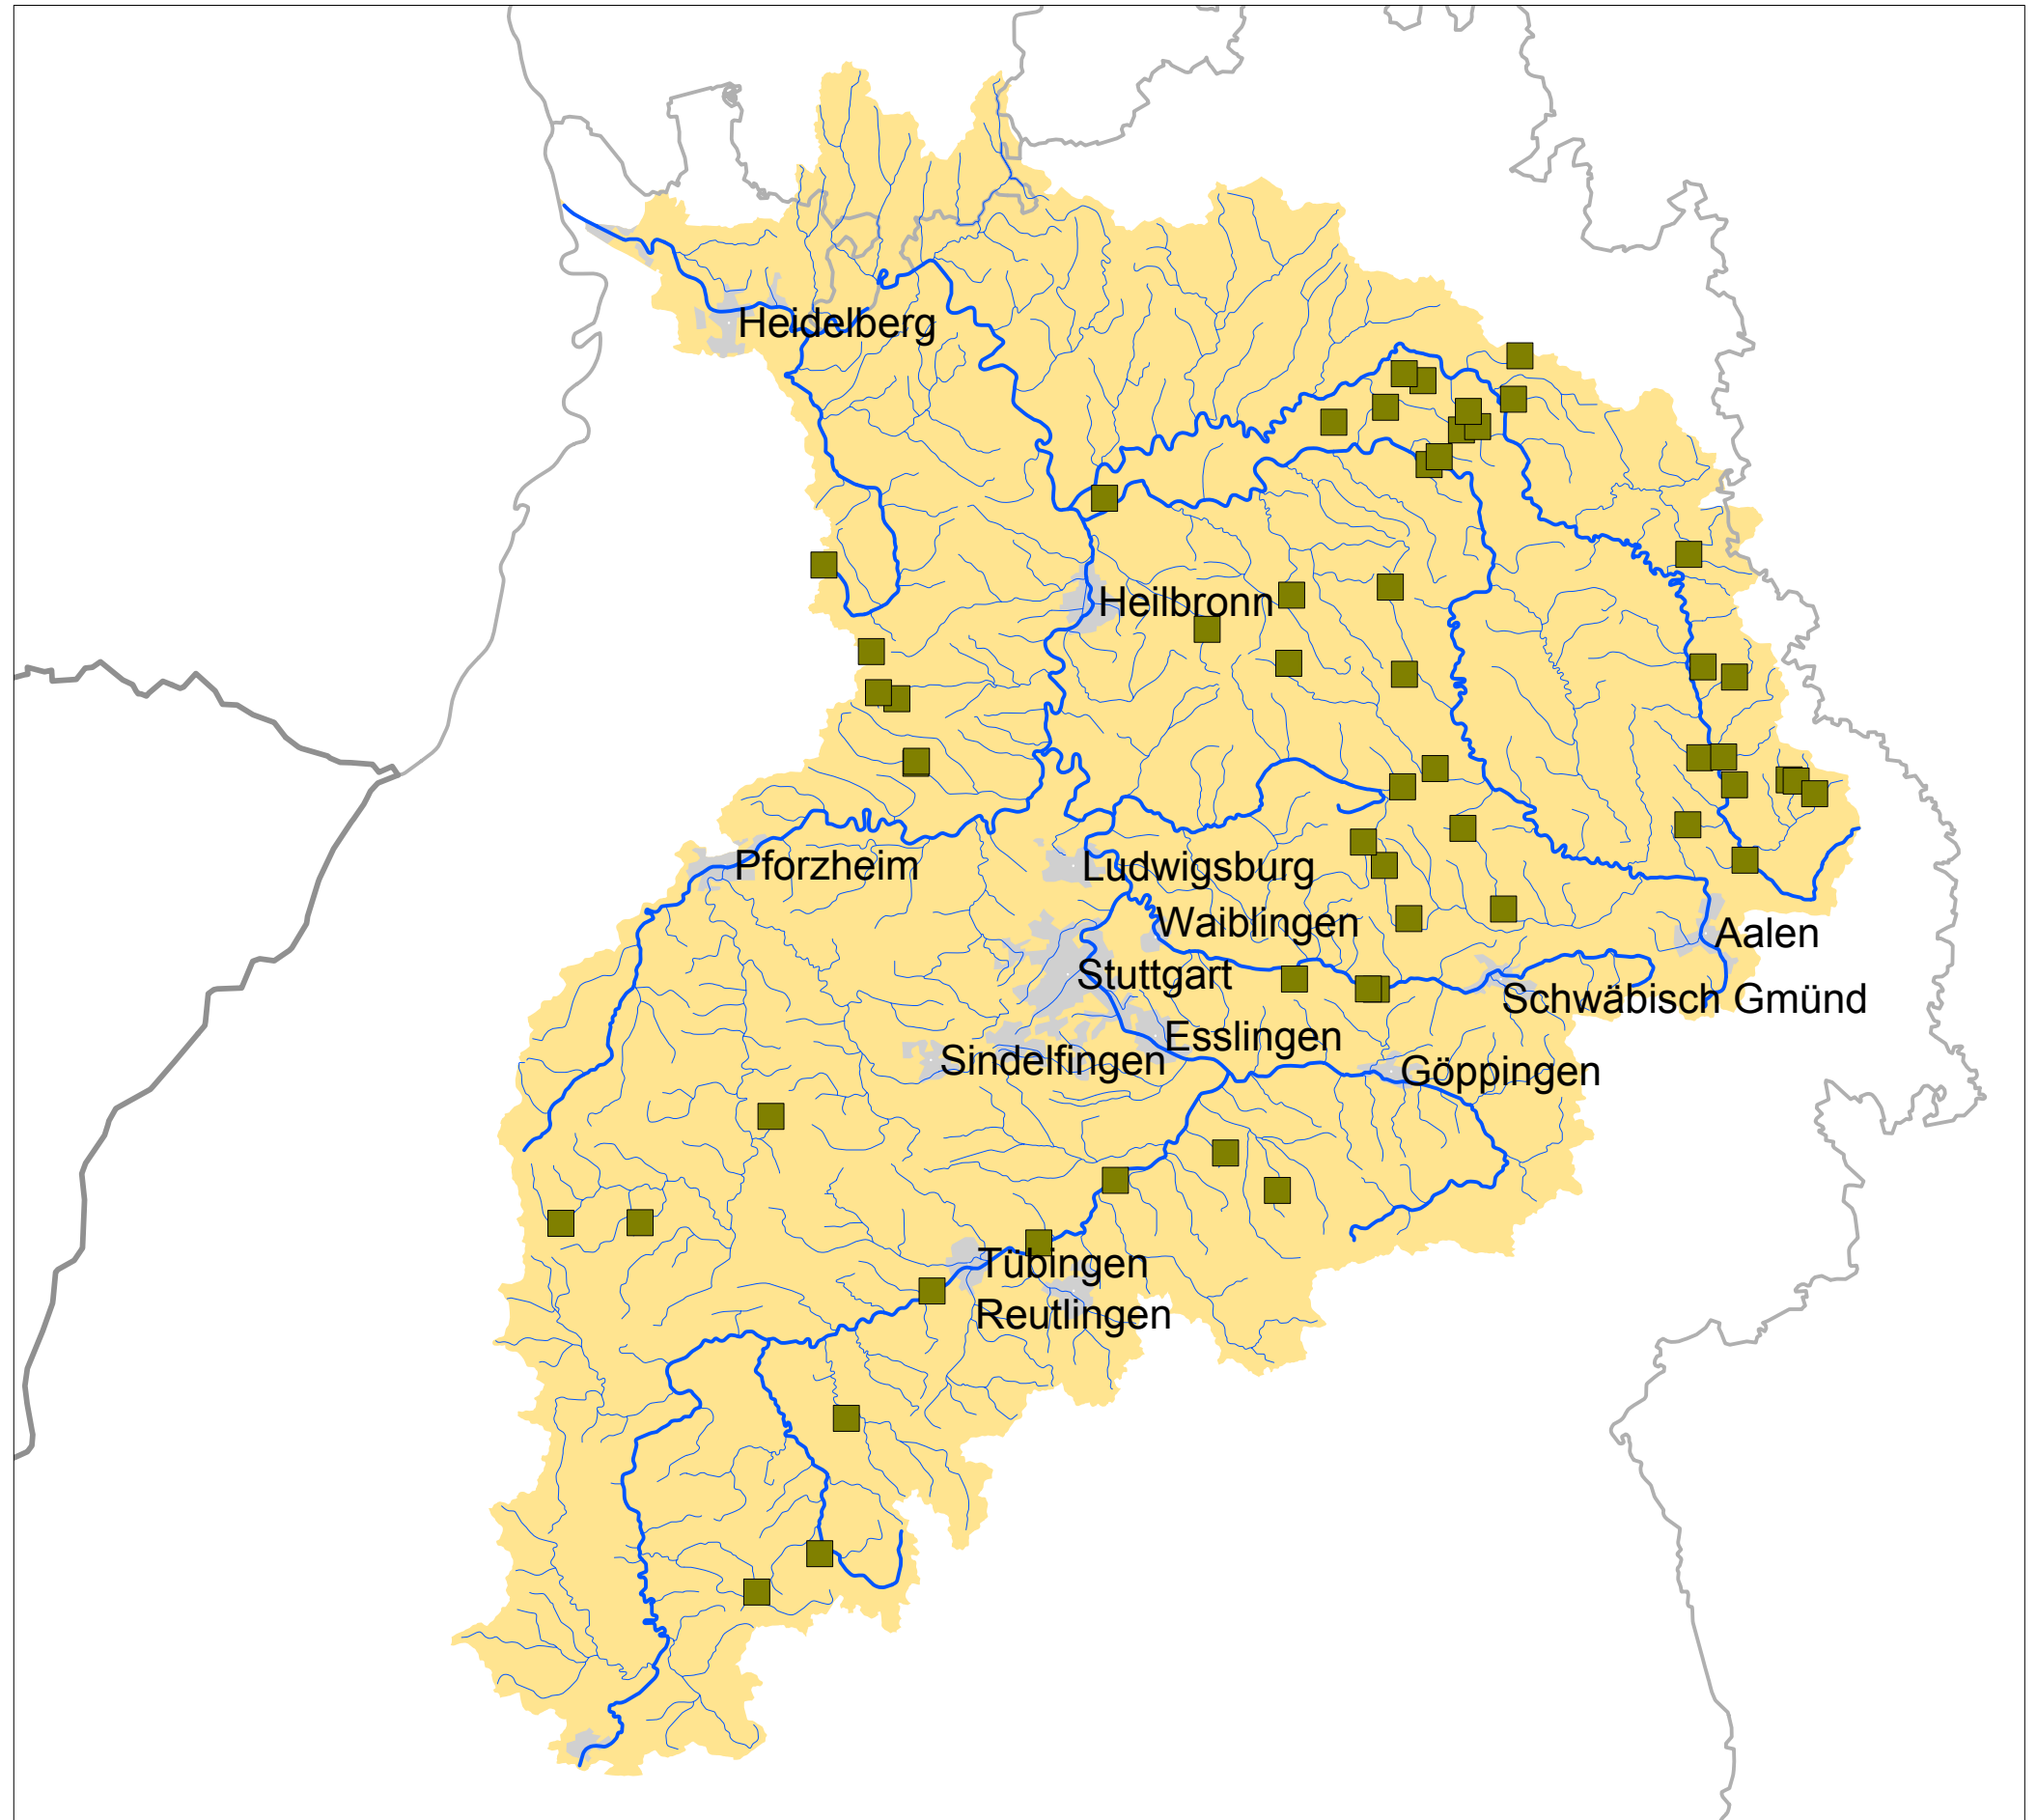 Heidelberg
Heilbronn
Pforzheim
Ludwigsburg
Waiblingen
Aalen
Stuttgart
Schwäbisch Gmünd
Esslingen
Sindelfingen
Göppingen
Tübingen
Reutlingen